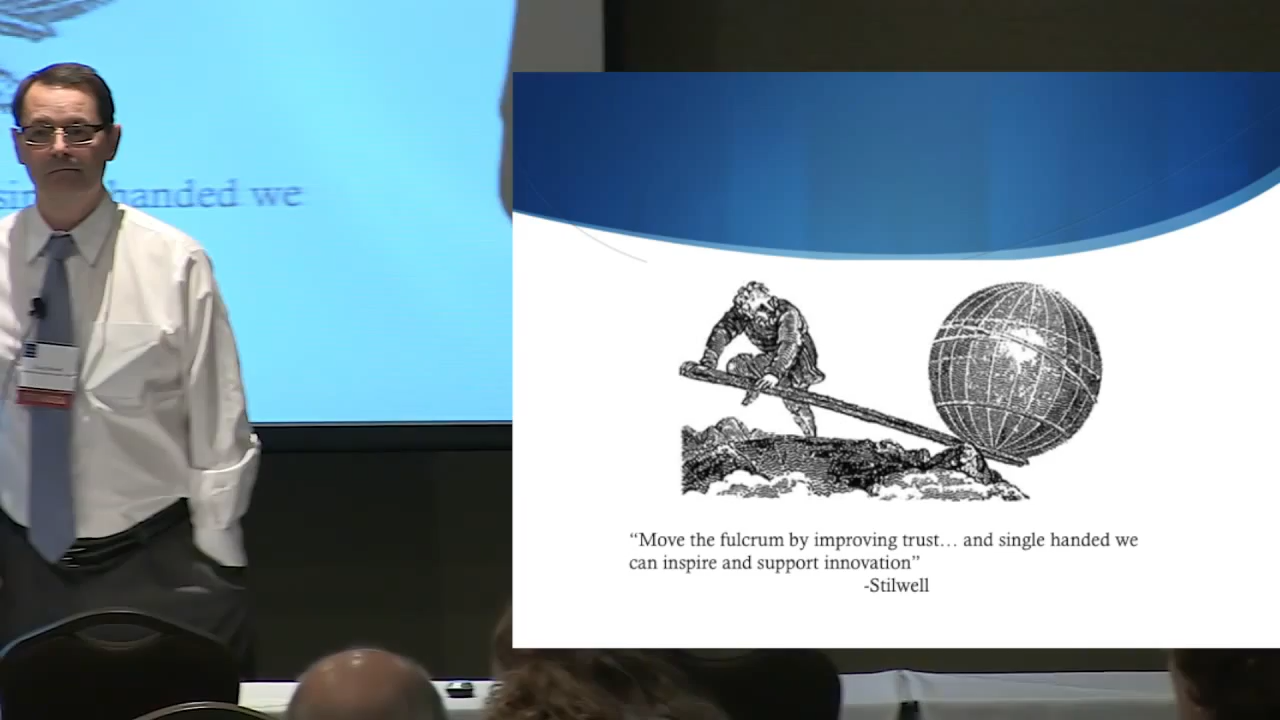 handed we
“Move the fulcrum by improving trust... and single handed we
can inspire and support innovation”
-Stilwell